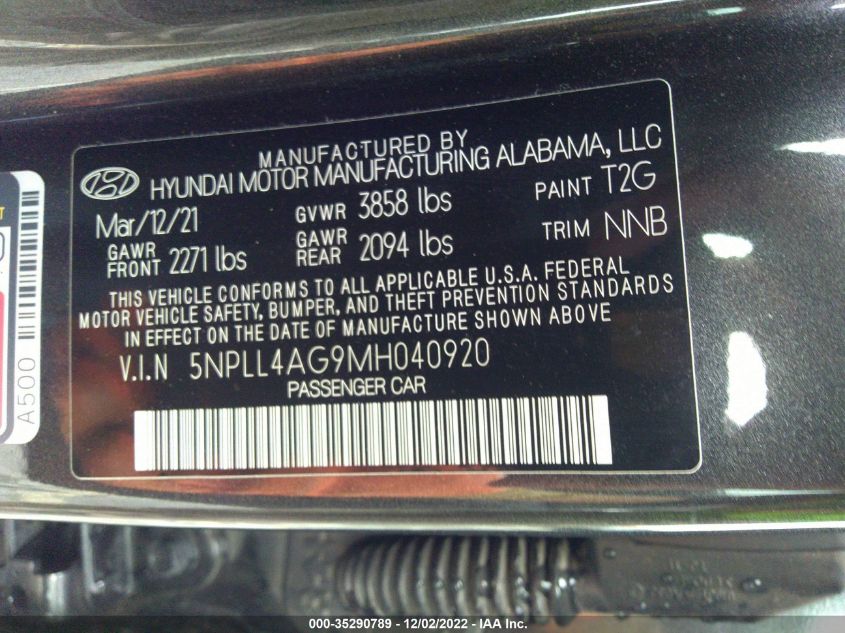 MANUFACTURED BY
HYUNDAI MOTOR MANUFACTURING ALABAMA, LLC
Mar/12/21 GVWR 3858 lbs PAINT T2G
GAWR FRONT 2271 lbs GAWR REAR 2094 lbs TRIM NNB
THIS VEHICLE CONFORMS TO ALL APPLICABLE U.S.A. FEDERAL
MOTOR VEHICLE SAFETY, BUMPER, AND THEFT PREVENTION STANDARDS
IN EFFECT ON THE DATE OF MANUFACTURE SHOWN ABOVE
V.I.N 5NPLL4AG9MH040920
PASSENGER CAR
A500
000-35290789 - 12/02/2022 - IAA Inc.